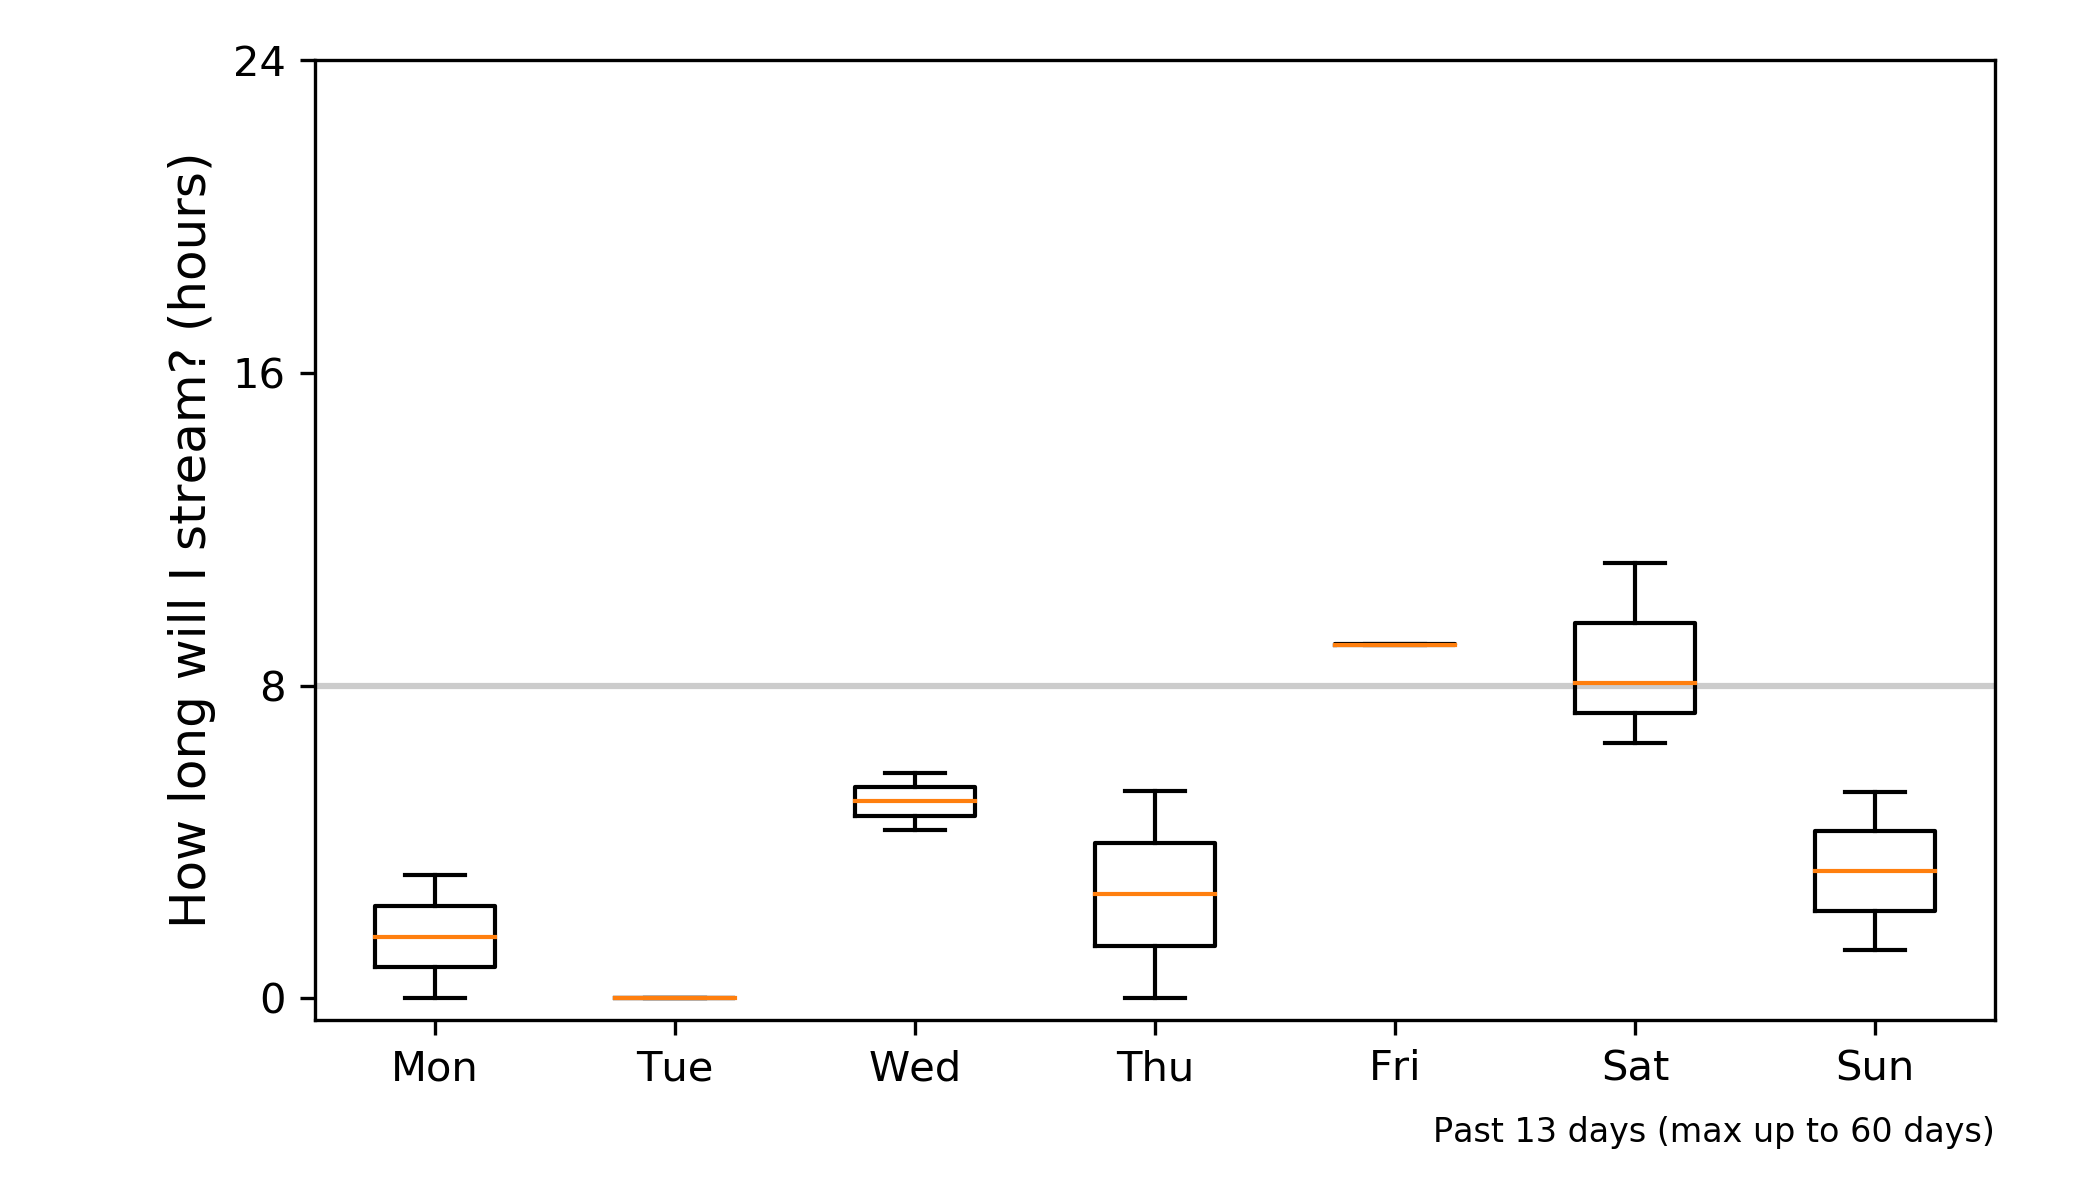 How long will I stream? (hours)
24
16
8
0
Mon Tue Wed Thu Fri Sat Sun
Past 13 days (max up to 60 days)